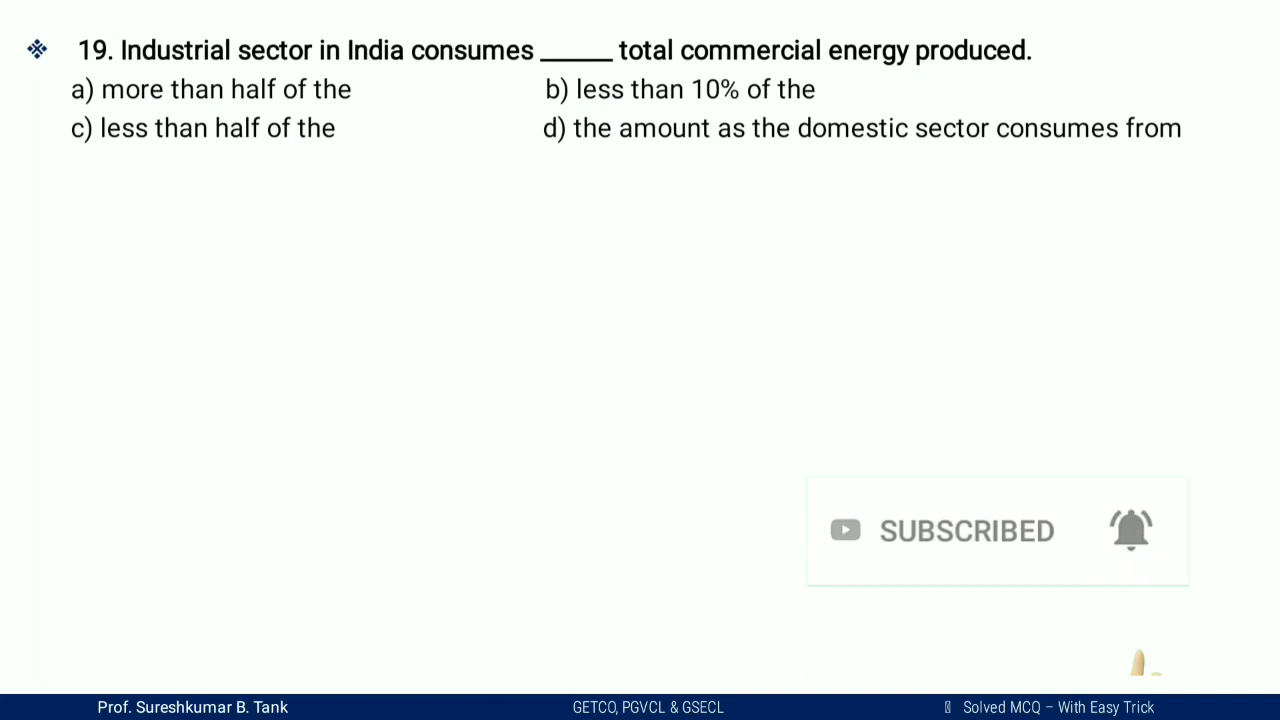 ❖ 19. Industrial sector in India consumes ______ total commercial energy produced.
a) more than half of the b) less than 10% of the
c) less than half of the d) the amount as the domestic sector consumes from
SUBSCRIBED
Prof. Sureshkumar B. Tank GETCO, PGVCL & GSECL Solved MCQ – With Easy Trick